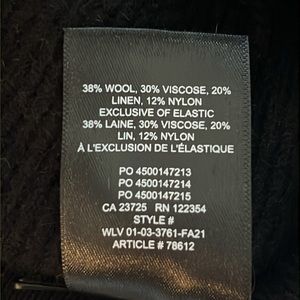 38% WOOL, 30% VISCOSE, 20%
LINEN, 12% NYLON
EXCLUSIVE OF ELASTIC
38% LAINE, 30% VISCOSE, 20%
LIN, 12% NYLON
À L'EXCLUSION DE L'ÉLASTIQUE
PO 4500147213
PO 4500147214
PO 4500147215
CA 23725 RN 122354
STYLE #
WLV 01-03-3761-FA21
ARTICLE # 78612